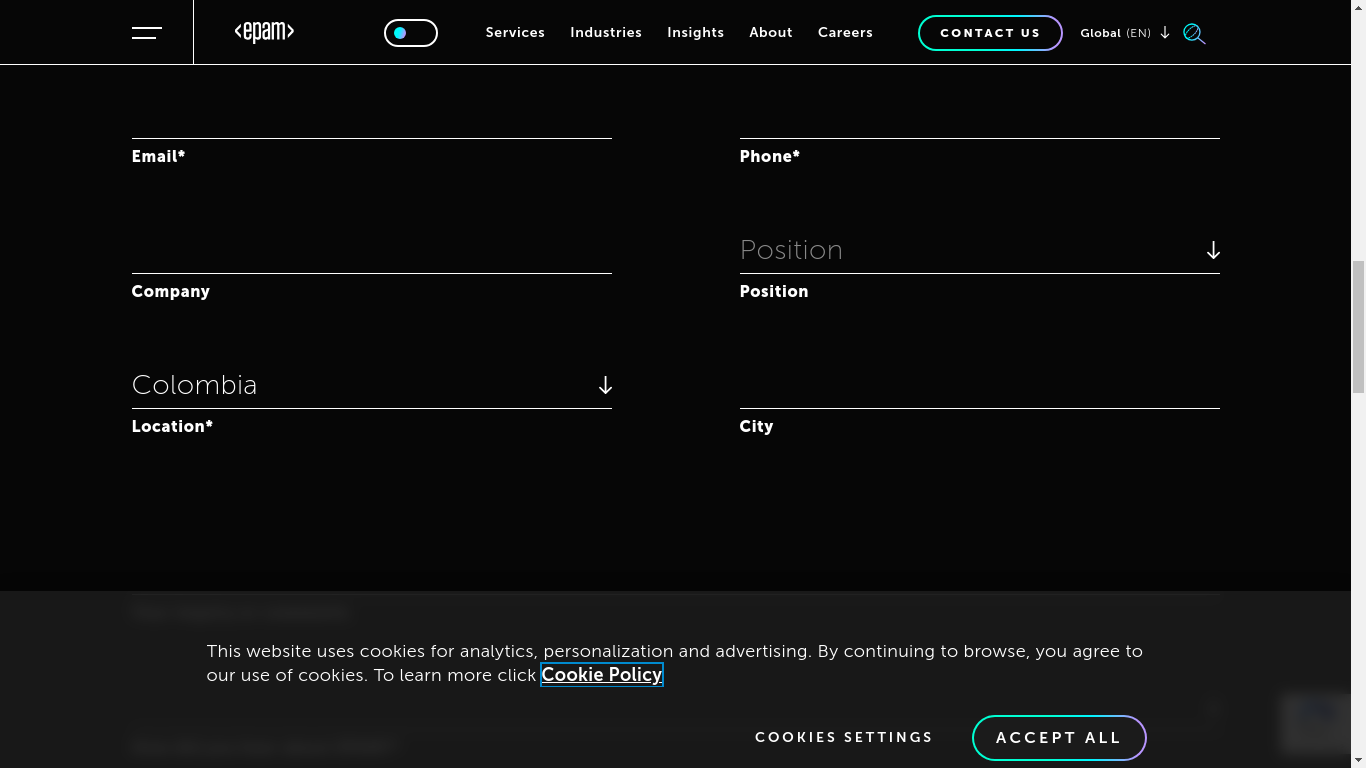 <epam>
Services Industries Insights About Careers CONTACT US Global (EN)
Email* Phone*
Position
Company Position
Colombia
Location* City
This website uses cookies for analytics, personalization and advertising. By continuing to browse, you agree to
our use of cookies. To learn more click Cookie Policy
COOKIES SETTINGS ACCEPT ALL